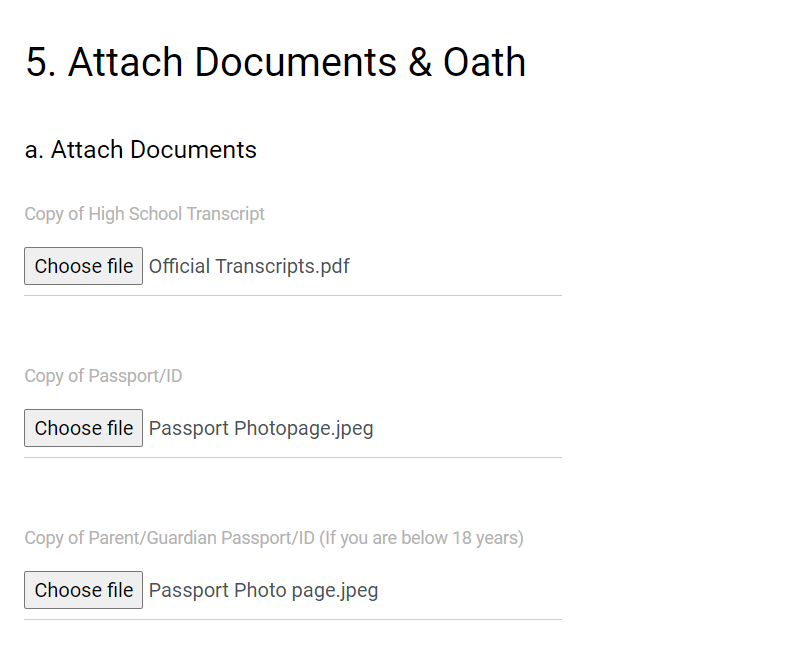 5. Attach Documents & Oath
a. Attach Documents
Copy of High School Transcript
Choose file Official Transcripts.pdf
Copy of Passport/ID
Choose file Passport Photopage.jpeg
Copy of Parent/Guardian Passport/ID (If you are below 18 years)
Choose file Passport Photo page.jpeg